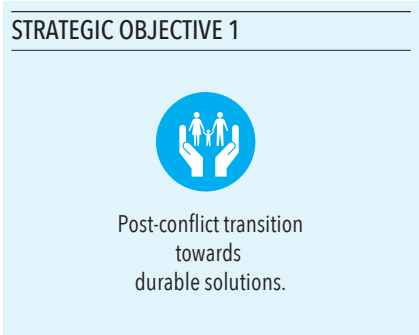 STRATEGIC OBJECTIVE 1
Post-conflict transition
towards
durable solutions.